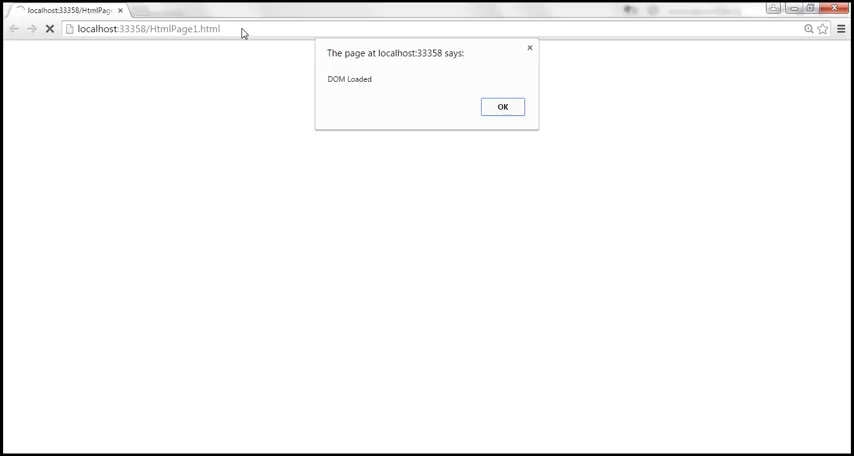 localhost:33358/HtmlPag
localhost:33358/HtmlPage1.html
The page at localhost:33358 says:
DOM Loaded
OK